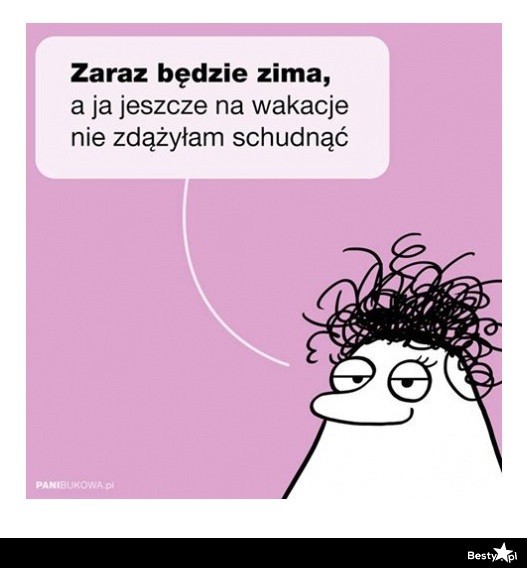 Zaraz będzie zima,
a ja jeszcze na wakacje
nie zdążyłam schudnąć
PANIBUKOWA.pl
Besty.pl